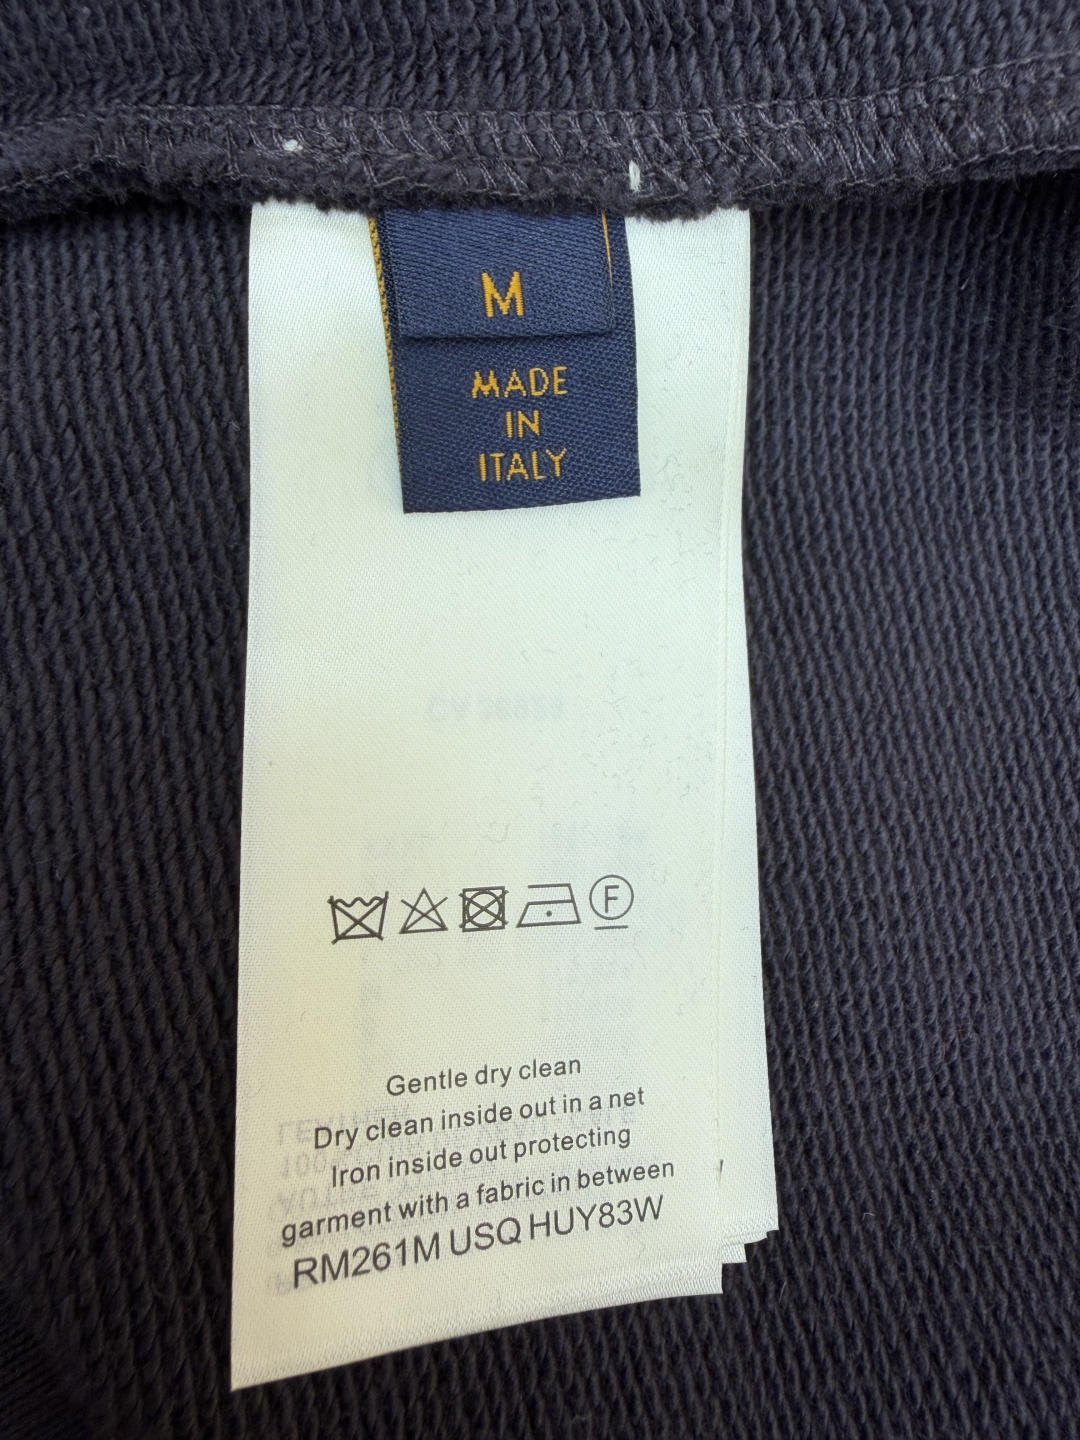 M
MADE
IN
ITALY
F
Gentle dry clean
Dry clean inside out in a net
Iron inside out protecting
garment with a fabric in between
RM261M USQ HUY83W